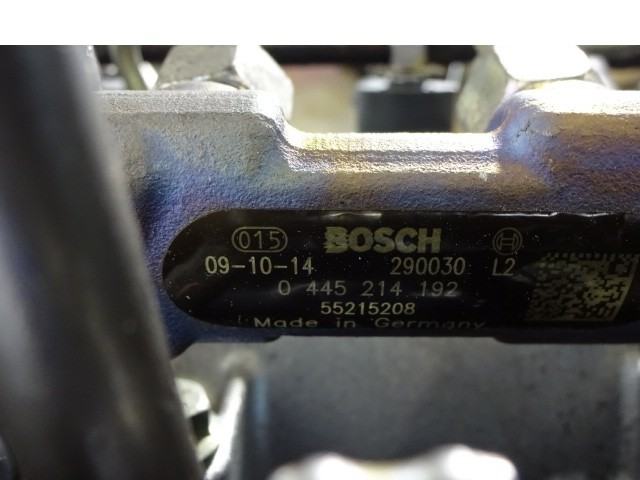 015 BOSCH
09-10-14 290030 L2
0 445 214 192
55215208
Made in Germany